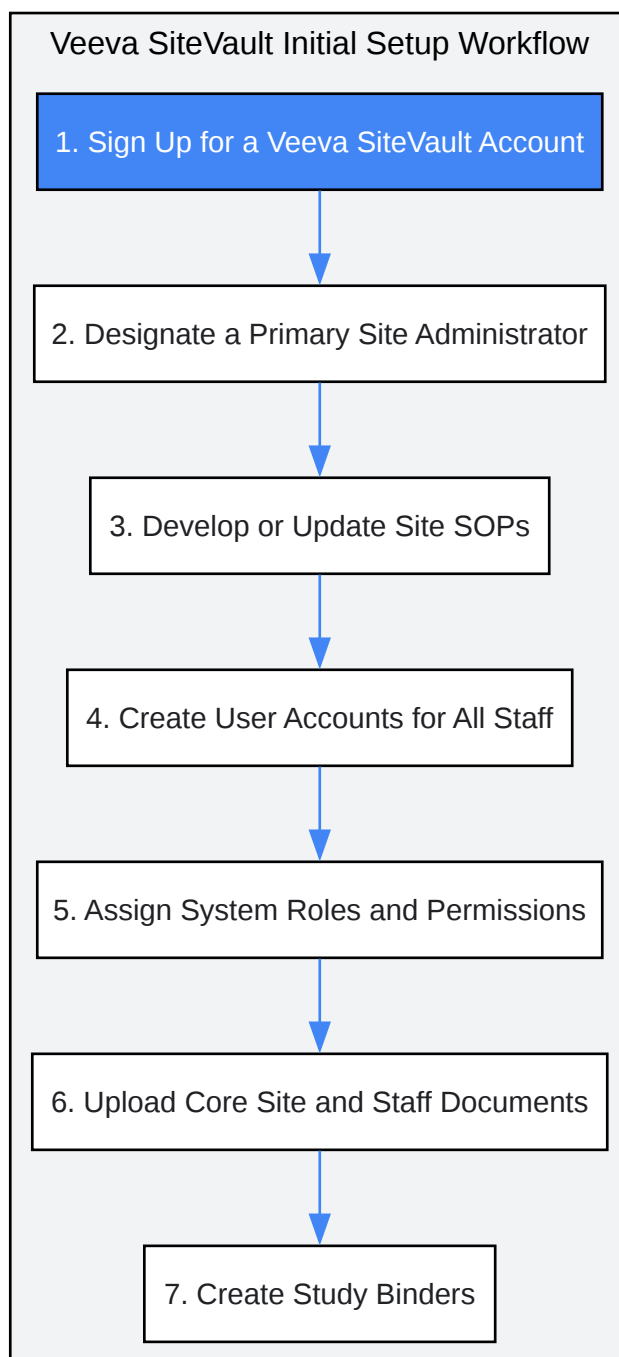 Veeva SiteVault Initial Setup Workflow
1. Sign Up for a Veeva SiteVault Account
2. Designate a Primary Site Administrator
3. Develop or Update Site SOPs
4. Create User Accounts for All Staff
5. Assign System Roles and Permissions
6. Upload Core Site and Staff Documents
7. Create Study Binders